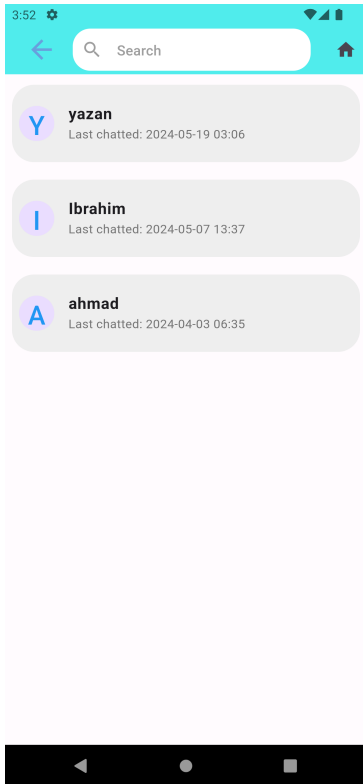 3:52
Search
Y
yazan
Last chatted: 2024-05-19 03:06
I
Ibrahim
Last chatted: 2024-05-07 13:37
A
ahmad
Last chatted: 2024-04-03 06:35